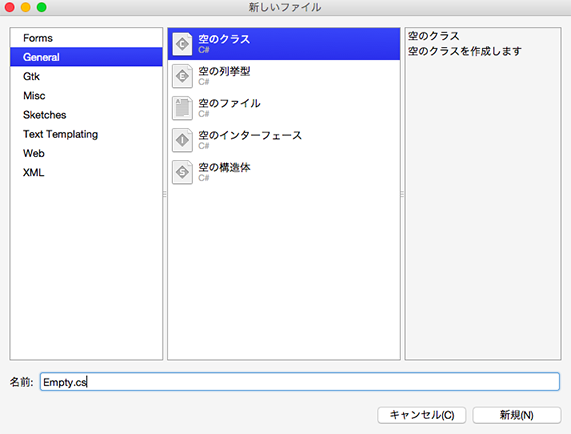 新しいファイル
Forms
General
Gtk
Misc
Sketches
Text Templating
Web
XML
空のクラス
C#
空の列挙型
C#
空のファイル
C#
空のインターフェース
C#
空の構造体
C#
空のクラス
空のクラスを作成します
名前:
Empty.cs
キャンセル(C)
新規(N)